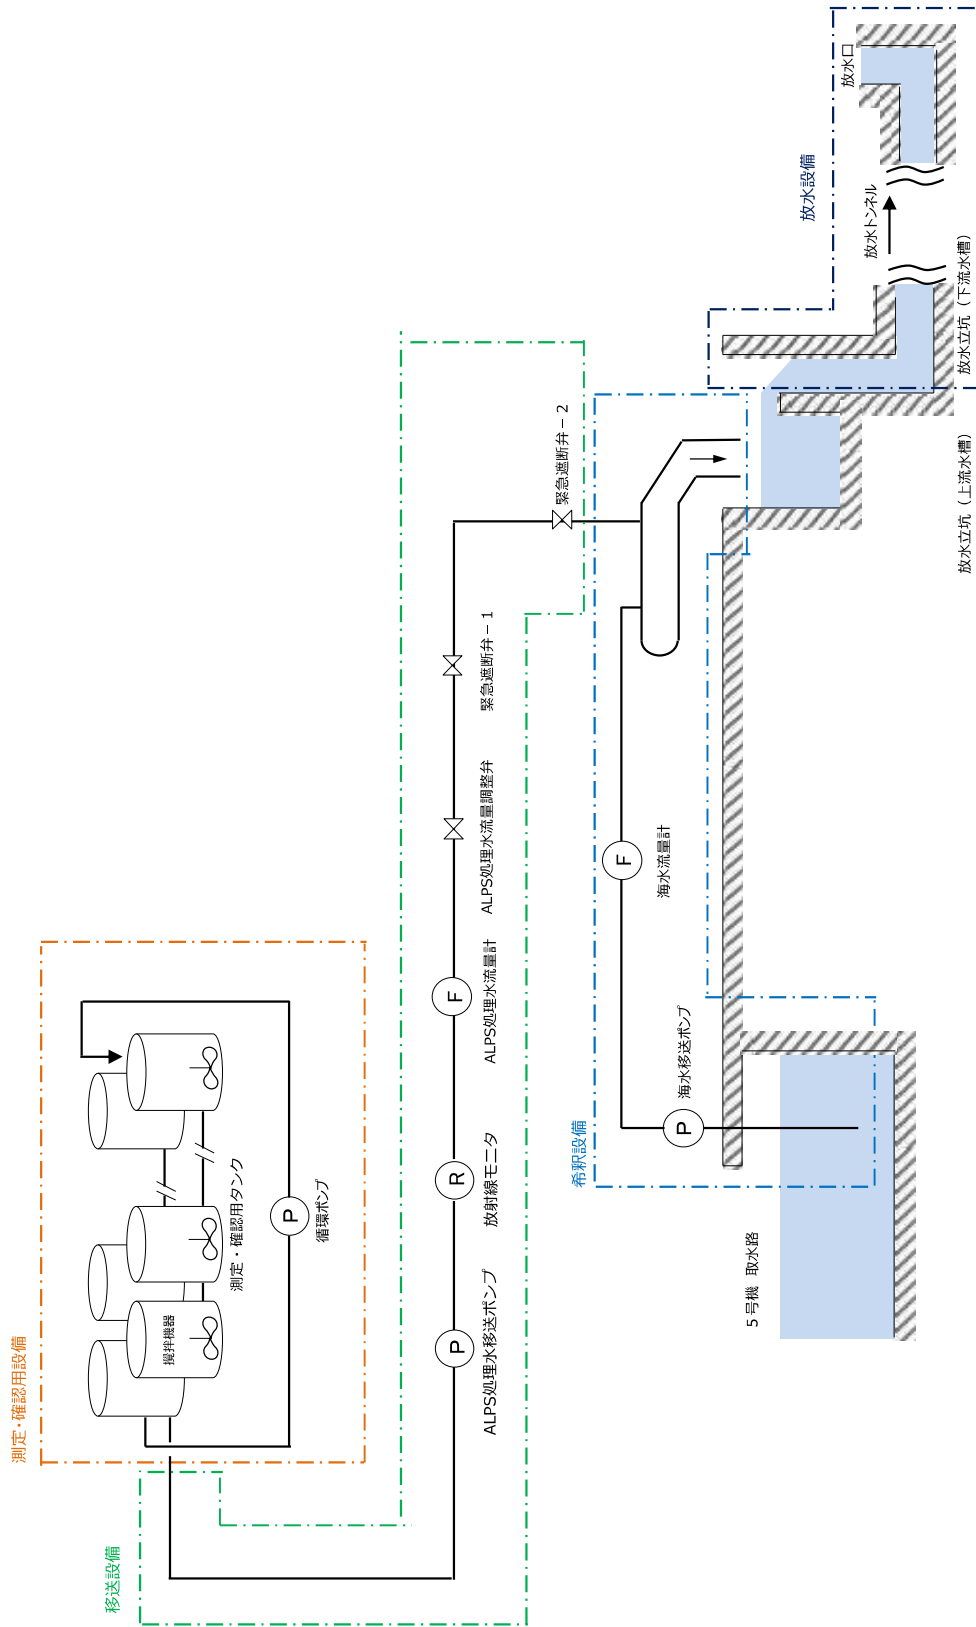 測定・確認用設備
攪拌機器
測定・確認用タンク
P
循環ポンプ
移送設備
P
ALPS処理水移送ポンプ
R
放射線モニタ
F
ALPS処理水流量計
ALPS処理水流量調整弁
緊急遮断弁－1
緊急遮断弁－2
希釈設備
P
海水移送ポンプ
F
海水流量計
5号機 取水路
放水設備
放水立坑（上流水槽）
放水立坑（下流水槽）
放水トンネル
放水口